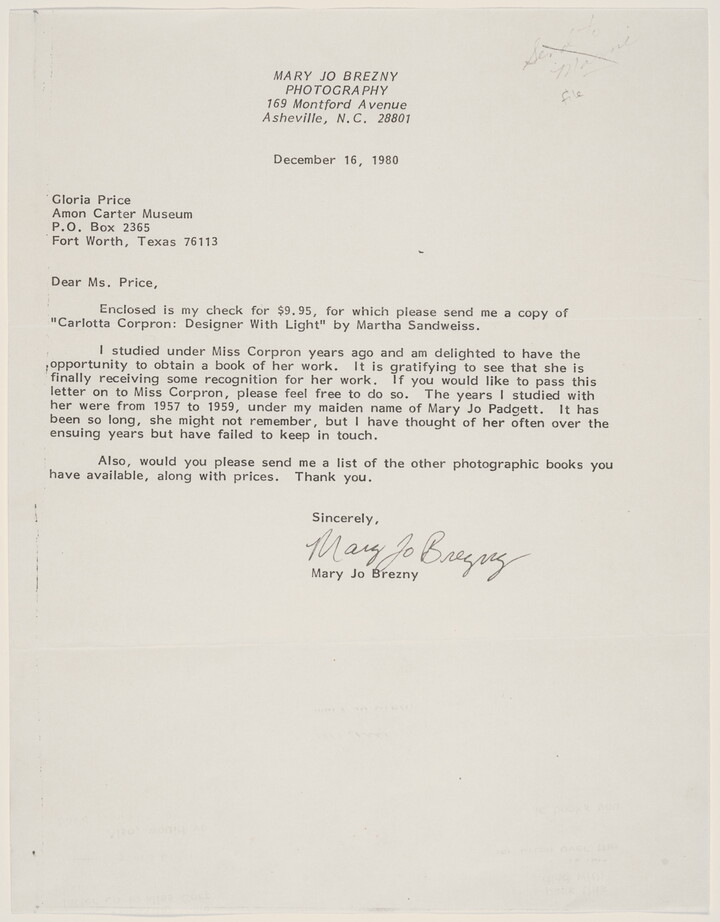 MARY JO BREZNY
PHOTOGRAPHY
169 Montford Avenue
Asheville, N.C. 28801
December 16, 1980
Gloria Price
Amon Carter Museum
P.O. Box 2365
Fort Worth, Texas 76113
Dear Ms. Price,
Enclosed is my check for $9.95, for which please send me a copy of
"Carlotta Corpron: Designer With Light" by Martha Sandweiss.
I studied under Miss Corpron years ago and am delighted to have the
opportunity to obtain a book of her work. It is gratifying to see that she is
finally receiving some recognition for her work. If you would like to pass this
letter on to Miss Corpron, please feel free to do so. The years I studied with
her were from 1957 to 1959, under my maiden name of Mary Jo Padgett. It has
been so long, she might not remember, but I have thought of her often over the
ensuing years but have failed to keep in touch.
Also, would you please send me a list of the other photographic books you
have available, along with prices. Thank you.
Sincerely,
Mary Jo Brezny
Mary Jo Brezny